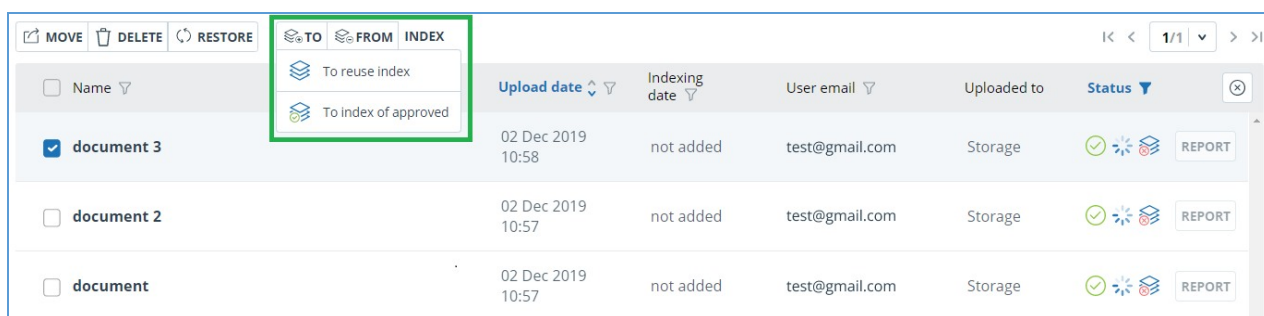 MOVE DELETE RESTORE TO FROM INDEX 1/1
To reuse index
To index of approved
Name Upload date Indexing date User email Uploaded to Status
document 3 02 Dec 2019 10:58 not added test@gmail.com Storage REPORT
document 2 02 Dec 2019 10:57 not added test@gmail.com Storage REPORT
document 02 Dec 2019 10:57 not added test@gmail.com Storage REPORT